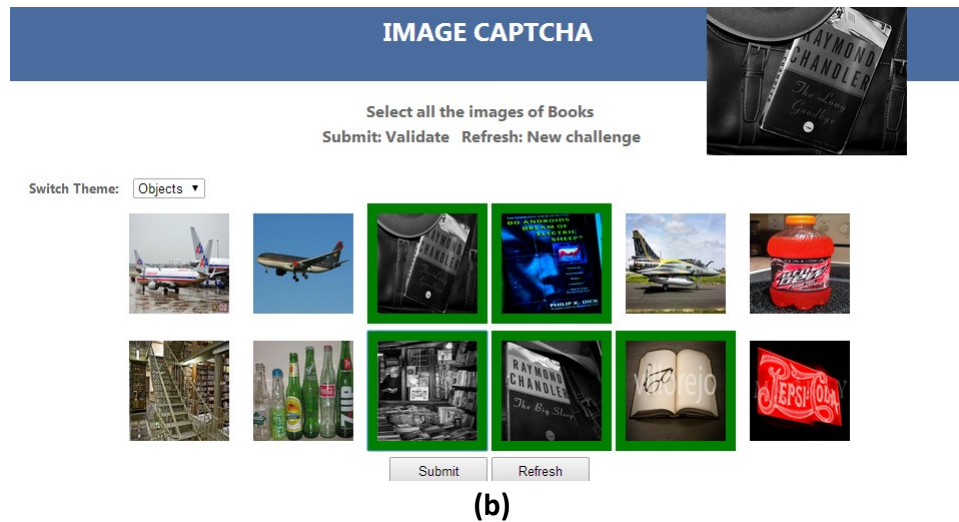 IMAGE CAPTCHA
RAYMOND
CHANDLER
The Long
Goodbye
Select all the images of Books
Submit: Validate Refresh: New challenge
Switch Theme: Objects
RAYMOND
CHANDLER
DO ANDROIDS
DREAM OF
ELECTRIC
SHEEP?
PHILIP K. DICK
RAYMOND
CHANDLER
The Big Sleep
PEPSI-COLA
Submit Refresh
(b)